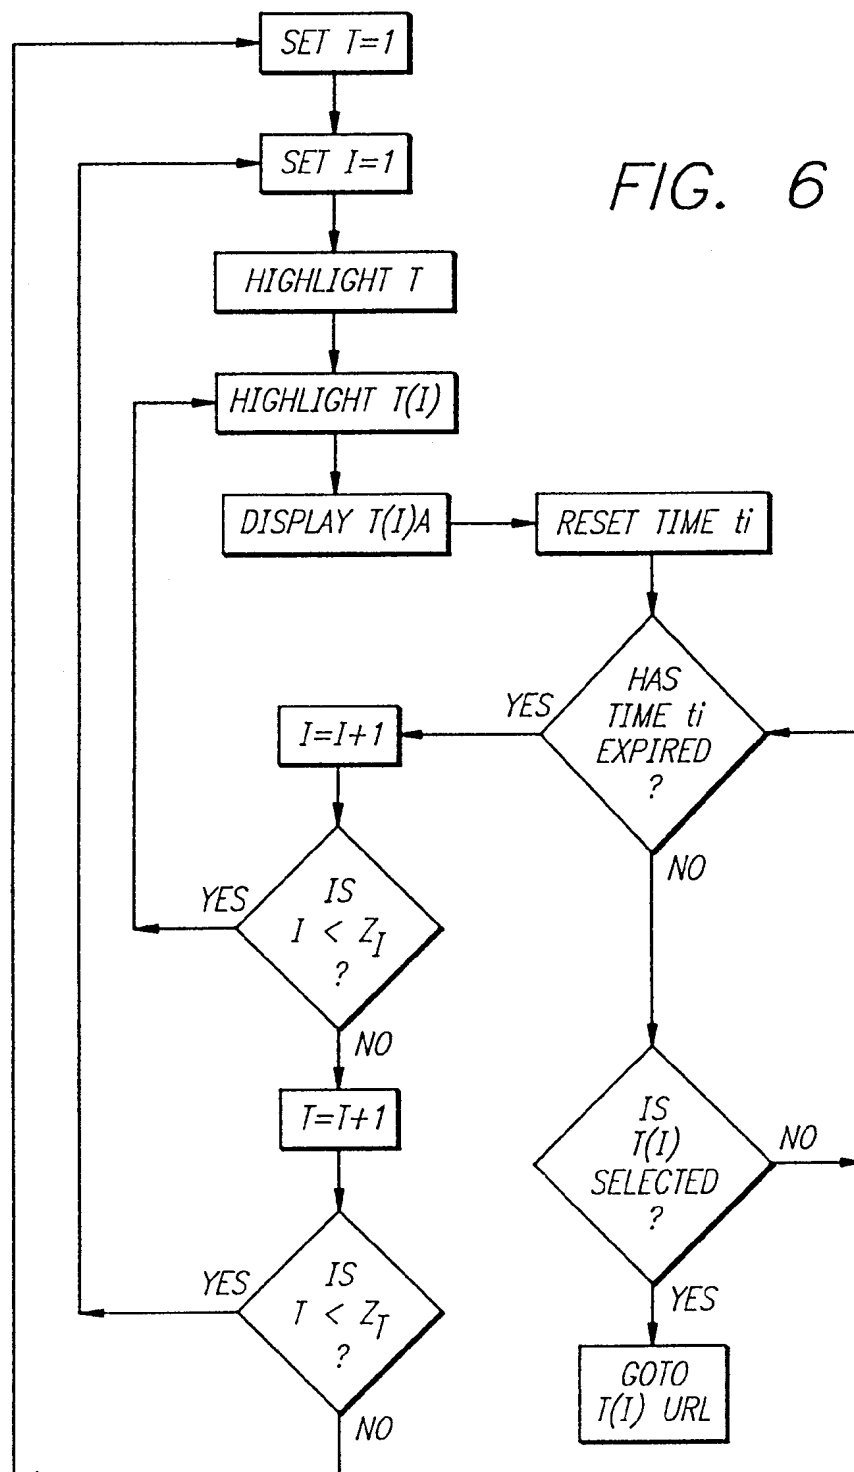 SET T=1
SET I=1
FIG. 6
HIGHLIGHT T
HIGHLIGHT T(I)
DISPLAY T(I)A
RESET TIME ti
HAS
TIME ti
EXPIRED
?
YES
NO
I=I+1
IS
I < Z_I
?
YES
NO
T=T+1
IS
T(I)
SELECTED
?
NO
YES
IS
T < Z_T
?
YES
NO
GOTO
T(I) URL